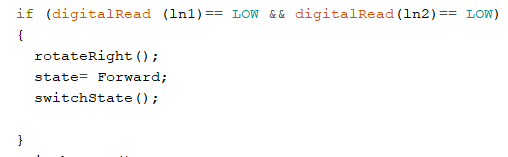 if (digitalRead (ln1)== LOW && digitalRead(ln2)== LOW)
{
rotateRight();
state= Forward;
switchState();
}